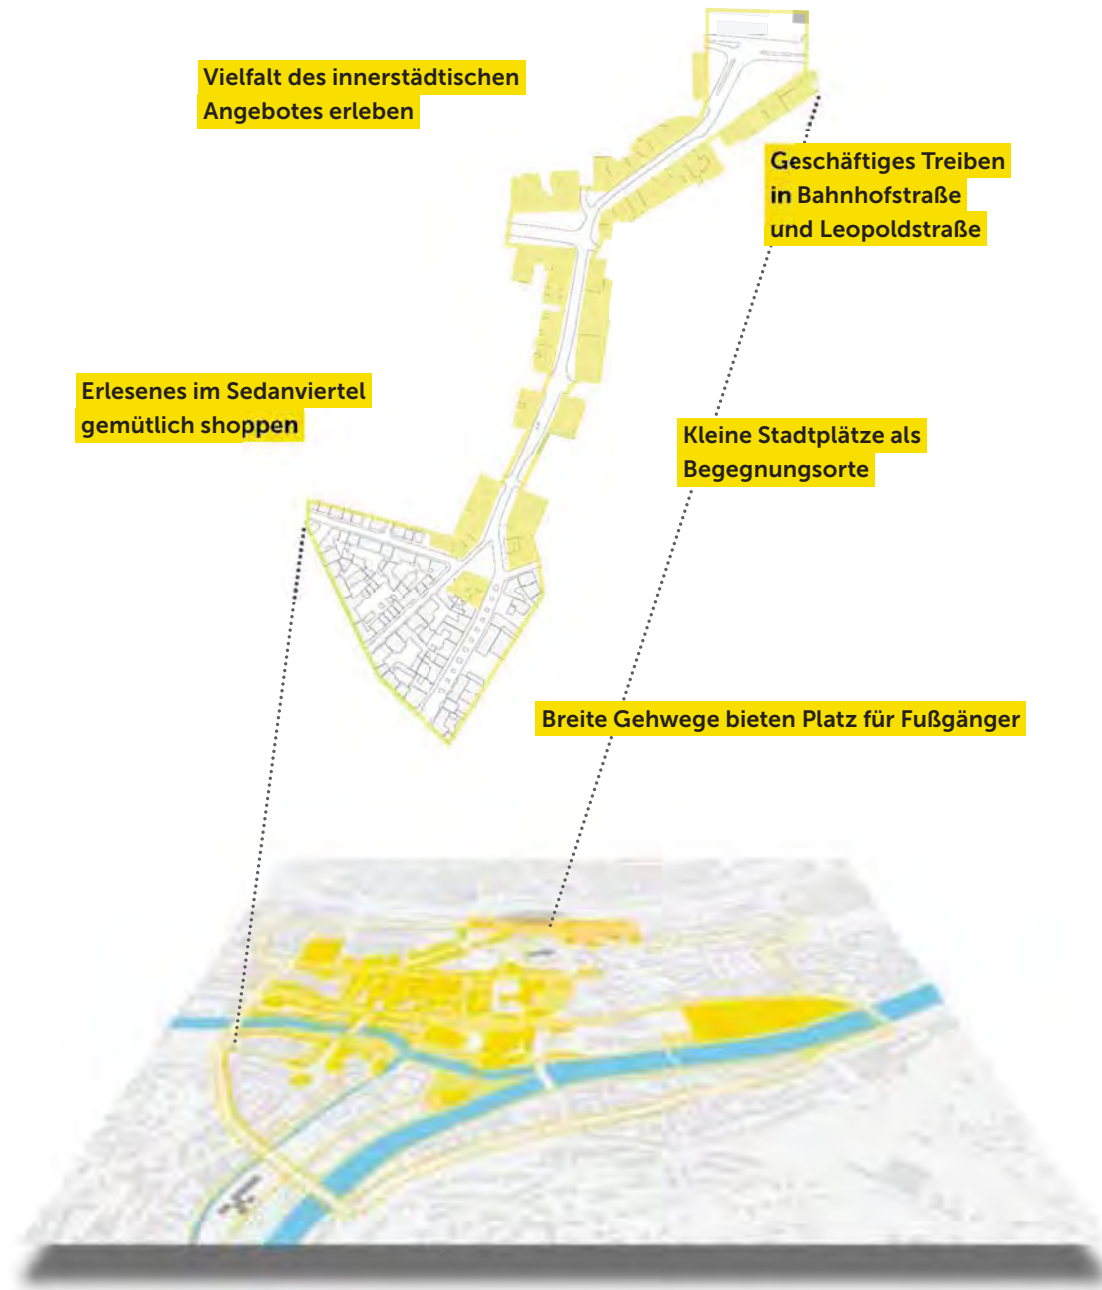 Vielfalt des innerstädtischen
Angebotes erleben
Geschäftiges Treiben
in Bahnhofstraße
und Leopoldstraße
Erlesenes im Sedanviertel
gemütlich shoppen
Kleine Stadtplätze als
Begegnungsorte
Breite Gehwege bieten Platz für Fußgänger